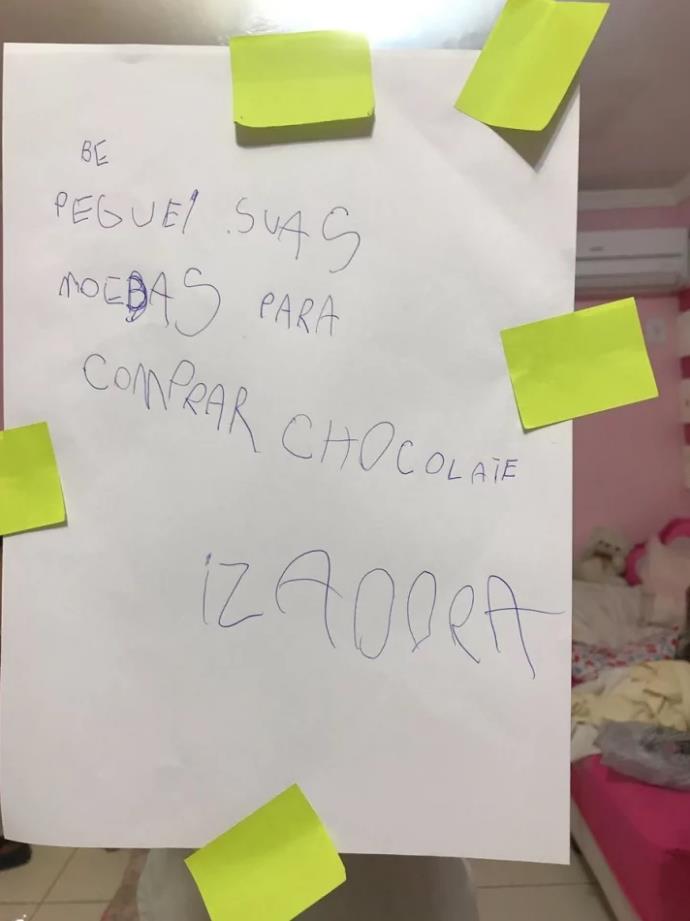 BE
PEGUEI SUAS
MOEDAS PARA
COMPRAR CHOCOLATE
IZADORA